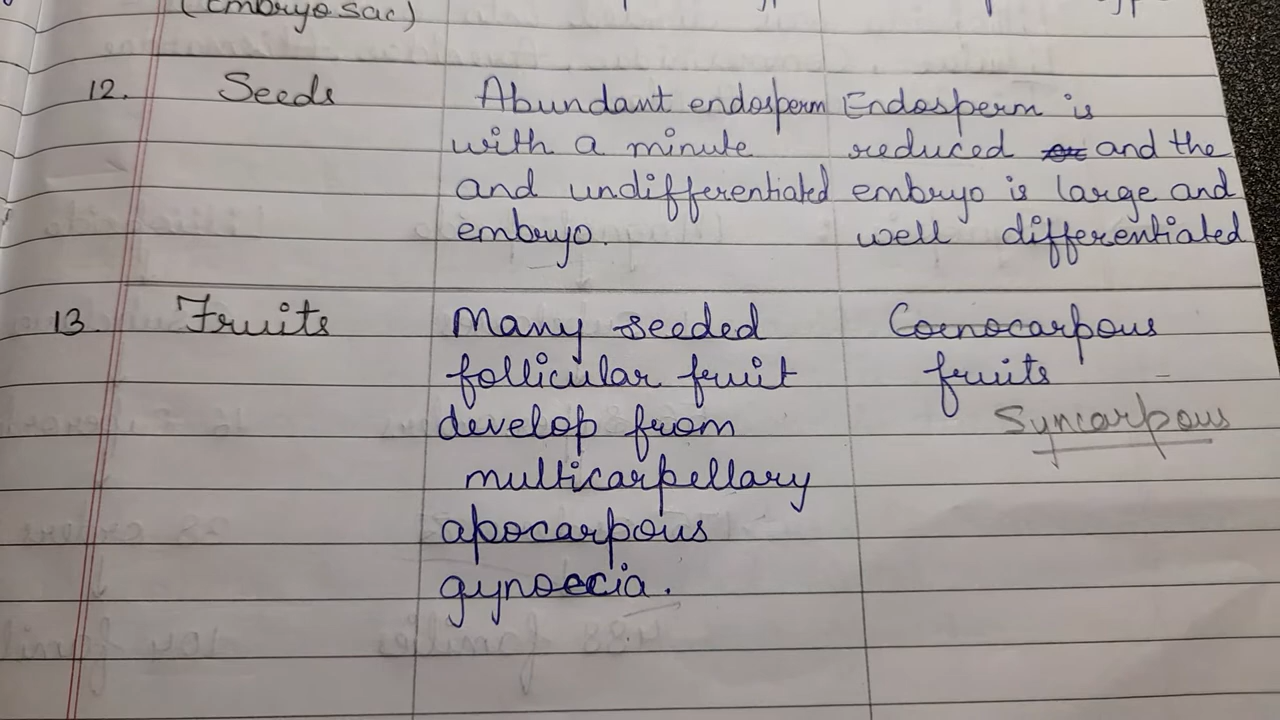 (Embryo sac)
12. Seeds
Abundant endosperm
with a minute
and undifferentiated
embryo.
Endosperm is
reduced and the
embryo is large and
well differentiated
13 Fruits
Many seeded
follicular fruit
develop from
multicarpellary
apocarpous
gynoecia.
Coenocarpous
fruits
Syncarpous